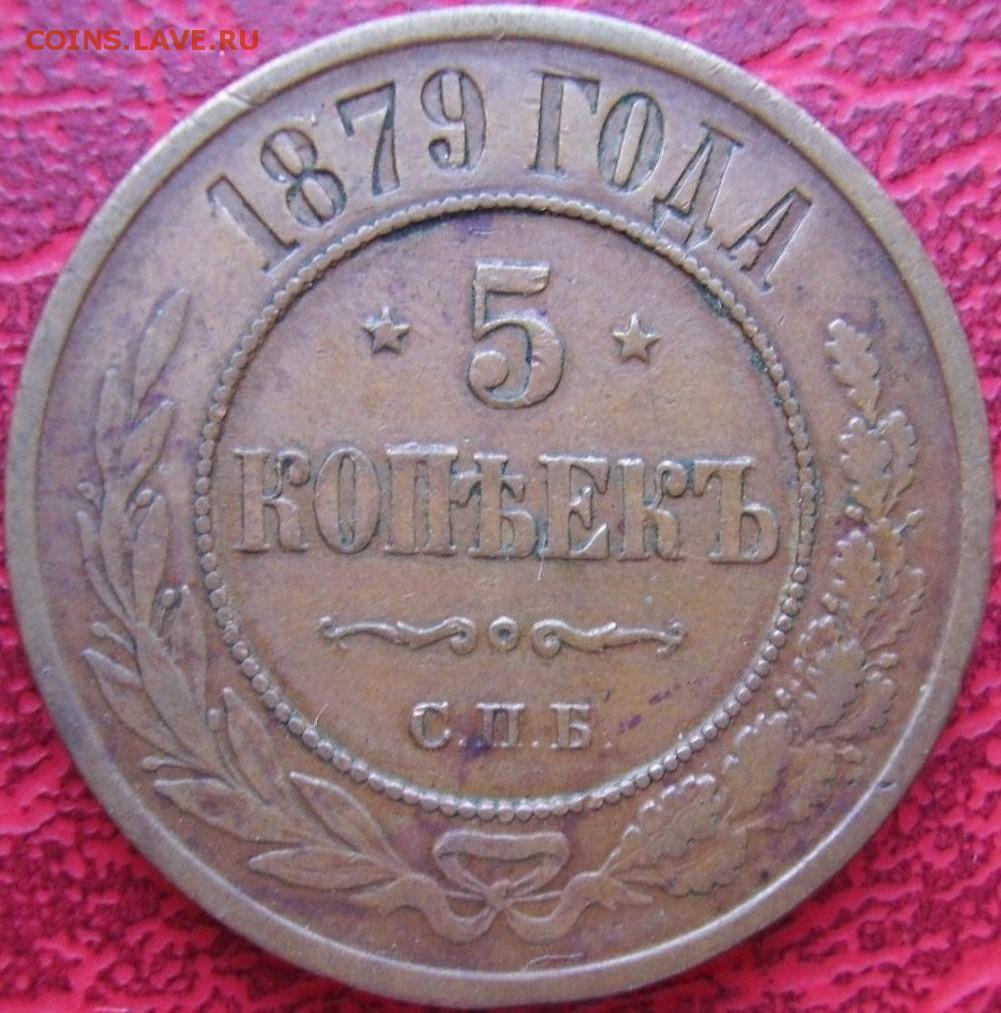 COINS.LAVE.RU
1879 ГОДА
5
КОПѢЕКЪ
С.П.Б.